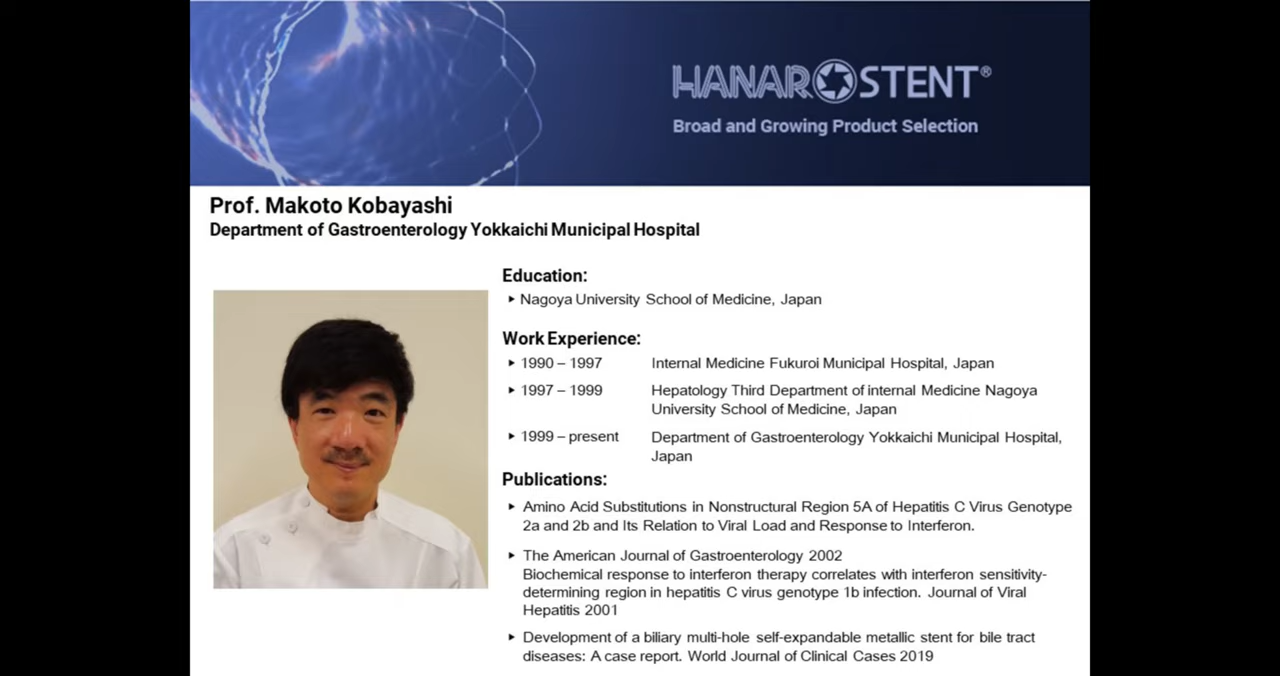 HANAROSTENT®
Broad and Growing Product Selection
Prof. Makoto Kobayashi
Department of Gastroenterology Yokkaichi Municipal Hospital
Education:
‣ Nagoya University School of Medicine, Japan
Work Experience:
‣ 1990 – 1997 Internal Medicine Fukuroi Municipal Hospital, Japan
‣ 1997 – 1999 Hepatology Third Department of internal Medicine Nagoya
University School of Medicine, Japan
‣ 1999 – present Department of Gastroenterology Yokkaichi Municipal Hospital,
Japan
Publications:
‣ Amino Acid Substitutions in Nonstructural Region 5A of Hepatitis C Virus Genotype
2a and 2b and Its Relation to Viral Load and Response to Interferon.
‣ The American Journal of Gastroenterology 2002
Biochemical response to interferon therapy correlates with interferon sensitivity-
determining region in hepatitis C virus genotype 1b infection. Journal of Viral
Hepatitis 2001
‣ Development of a biliary multi-hole self-expandable metallic stent for bile tract
diseases: A case report. World Journal of Clinical Cases 2019